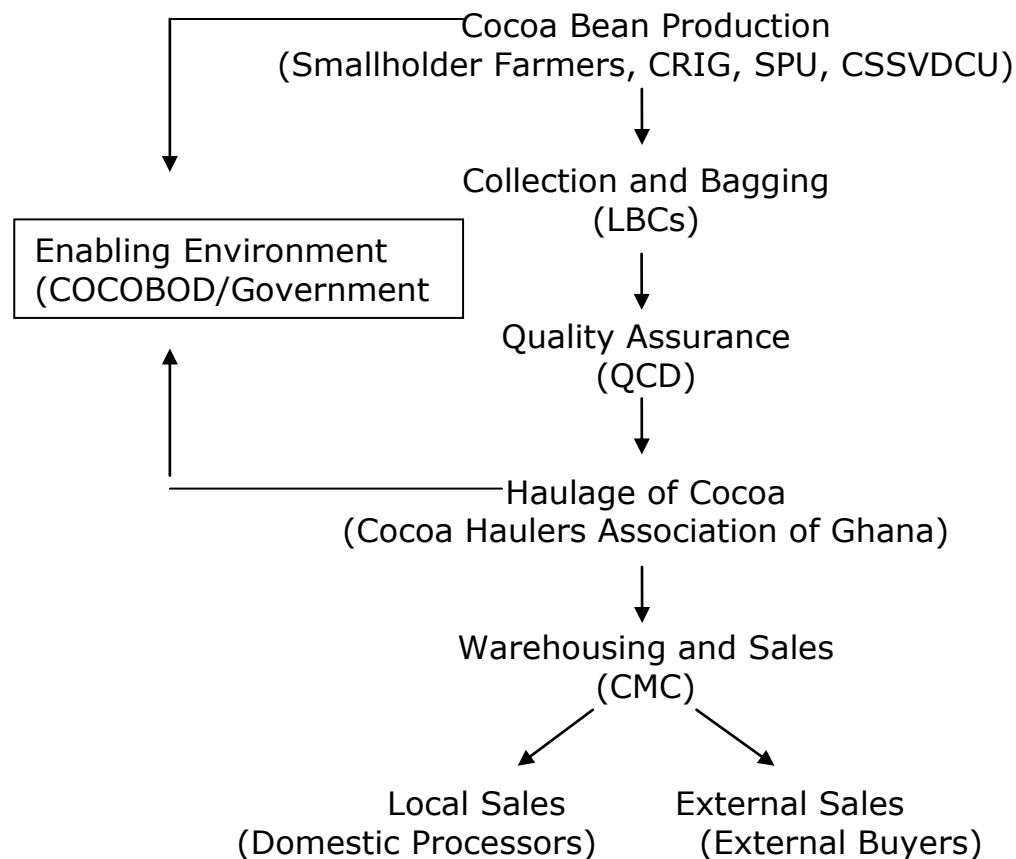 Cocoa Bean Production
(Smallholder Farmers, CRIG, SPU, CSSVDCU)
Collection and Bagging
(LBCs)
Enabling Environment
(COCOBOD/Government
Quality Assurance
(QCD)
Haulage of Cocoa
(Cocoa Haulers Association of Ghana)
Warehousing and Sales
(CMC)
Local Sales
(Domestic Processors)
External Sales
(External Buyers)